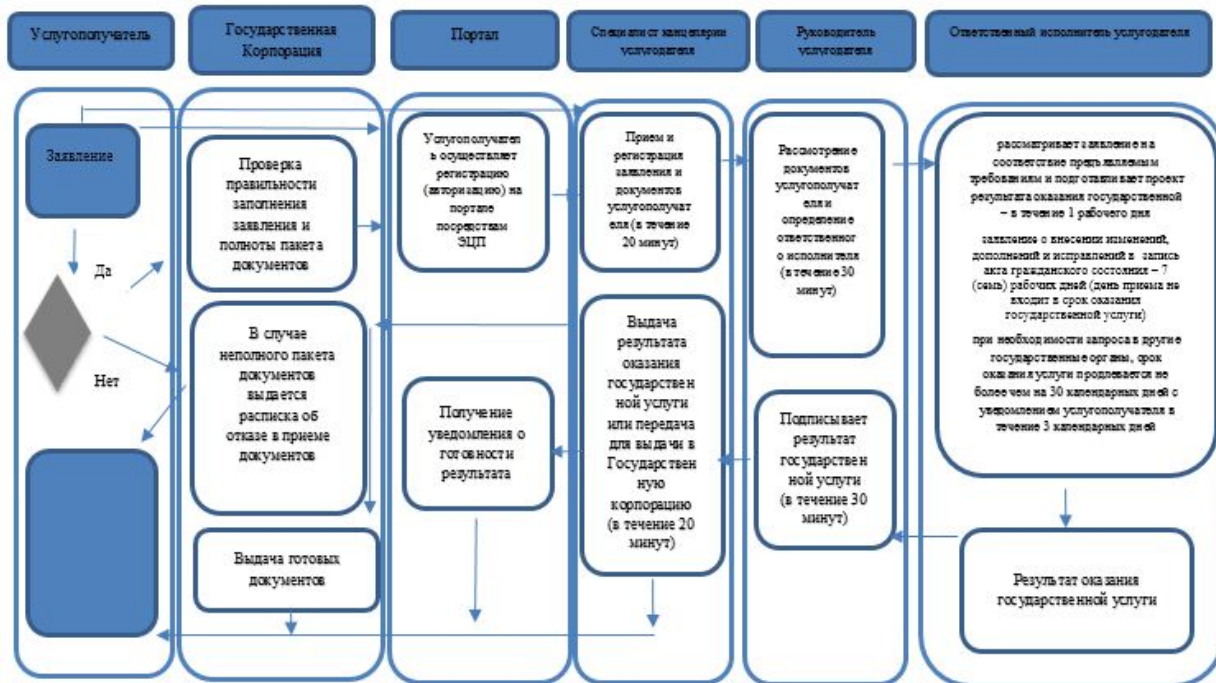 Услугополучатель
Государственная
Корпорация
Портал
Специалист канцелярии
услугодателя
Руководитель
услугодателя
Ответственный исполнитель услугодателя
Заявление
Да
Нет
Проверка
правильности
заполнения
заявления и
полноты пакета
документов
В случае
неполного пакета
документов
выдается
расписка об
отказе в приеме
документов
Выдача готовых
документов
Услугополучател
ь осуществляет
регистрацию
(авторизацию) на
портале
посредствам
ЭЦП
Получение
уведомления о
готовности
результата
Прием и
регистрация
заявления и
документов
услугополучат
еля (в течение
20 минут)
Выдача
результата
оказания
государствен
ной услуги
или передача
для выдачи в
Государствен
ную
корпорацию
(в течение 20
минут)
Рассмотрение
документов
услугополучат
еля и
определение
ответственног
о исполнителя
(в течение 30
минут)
Подписывает
результат
государствен
ной услуги
(в течение 30
минут)
рассматривает заявление на
соответствие предъявляемым
требованиям и подготавливает проект
результата оказания государственной
– в течение 1 рабочего дня
заявление о внесении изменений,
дополнений и исправлений в запись
акта гражданского состояния – 7
(семь) рабочих дней (день приема не
входит в срок оказания
государственной услуги)
при необходимости запроса в другие
государственные органы, срок
оказания услуги продлевается не
более чем на 30 календарных дней с
уведомлением услугополучателя в
течение 3 календарных дней
Результат оказания
государственной услуги